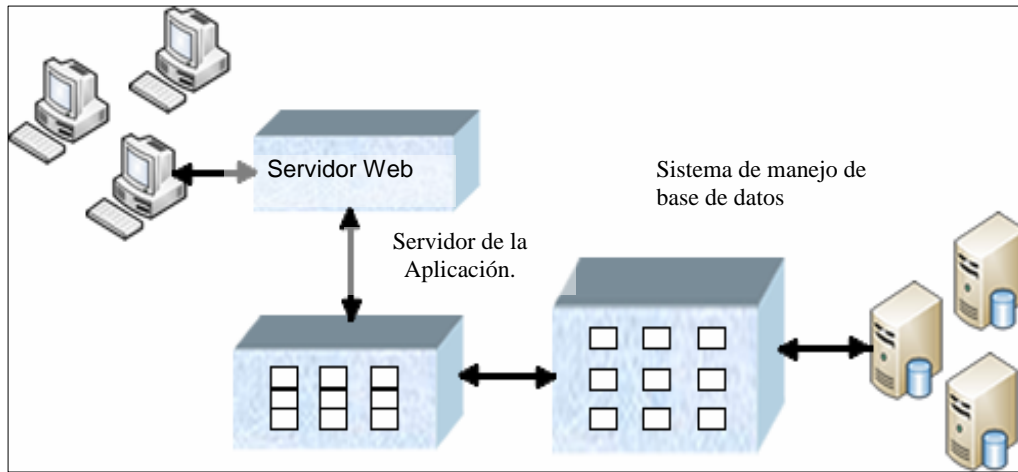 Servidor Web
Sistema de manejo de
base de datos
Servidor de la
Aplicación.